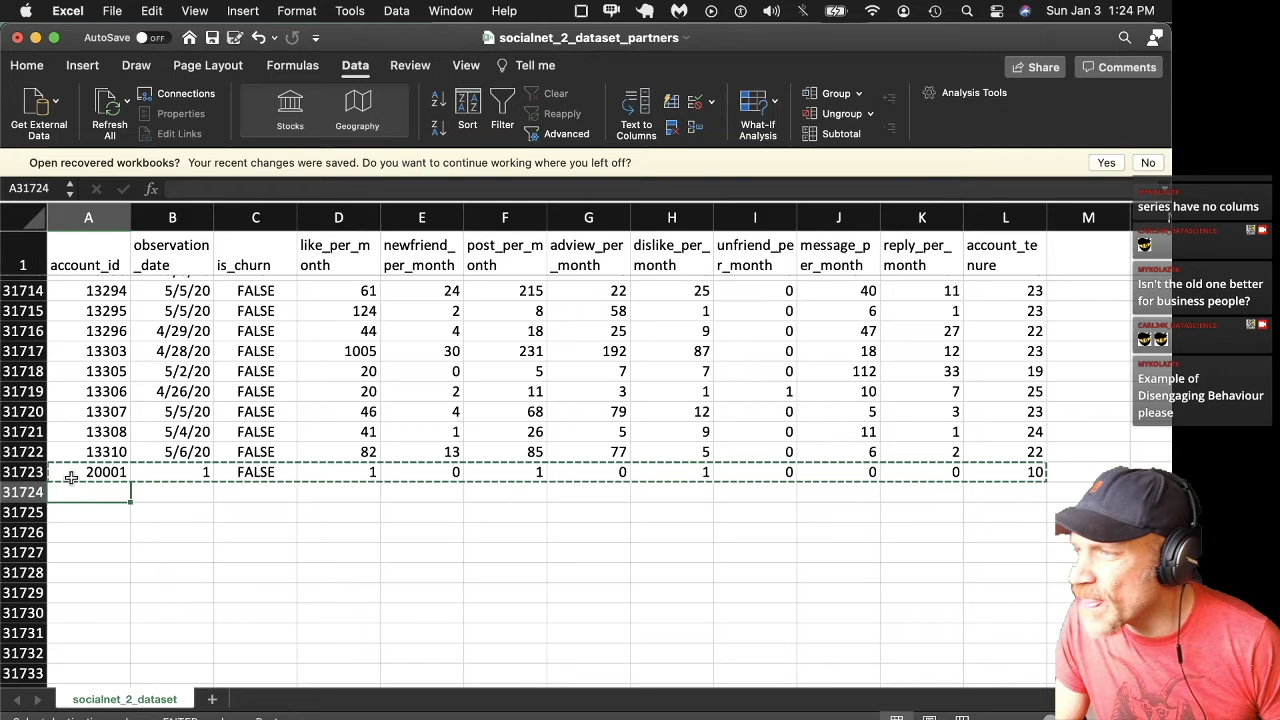 Excel File Edit View Insert Format Tools Data Window Help Sun Jan 3 1:24 PM
AutoSave OFF socialnet_2_dataset_partners
Home Insert Draw Page Layout Formulas Data Review View Tell me Share Comments
Get External Data
Refresh All
Connections
Properties
Edit Links
Stocks
Geography
Sort
Filter
Clear
Reapply
Advanced
Text to Columns
What-If Analysis
Group
Ungroup
Subtotal
Analysis Tools
Open recovered workbooks? Your recent changes were saved. Do you want to continue working where you left off? Yes No
A31724 fx
A B C D E F G H I J K L M
1 account_id observation_date is_churn like_per_month newfriend_per_month post_per_month adview_per_month dislike_per_month unfriend_per_month message_per_month reply_per_month account_tenure
31714 13294 5/5/20 FALSE 61 24 215 22 25 0 40 11 23
31715 13295 5/5/20 FALSE 124 2 8 58 1 0 6 1 23
31716 13296 4/29/20 FALSE 44 4 18 25 9 0 47 27 22
31717 13303 4/28/20 FALSE 1005 30 231 192 87 0 18 12 23
31718 13305 5/2/20 FALSE 20 0 5 7 7 0 112 33 19
31719 13306 4/26/20 FALSE 20 2 11 3 1 1 10 7 25
31720 13307 5/5/20 FALSE 46 4 68 79 12 0 5 3 23
31721 13308 5/4/20 FALSE 41 1 26 5 9 0 11 1 24
31722 13310 5/6/20 FALSE 82 13 85 77 5 0 6 2 22
31723 20001 1 FALSE 1 0 1 0 1 0 0 0 10
31724
31725
31726
31727
31728
31729
31730
31731
31732
31733
socialnet_2_dataset
MYKOLAZEK
series have no colums
CARL24K_DATASCIENCE
MYKOLAZEK
Isn't the old one better
for business people?
CARL24K_DATASCIENCE
MYKOLAZEK
Example of
Disengaging Behaviour
please